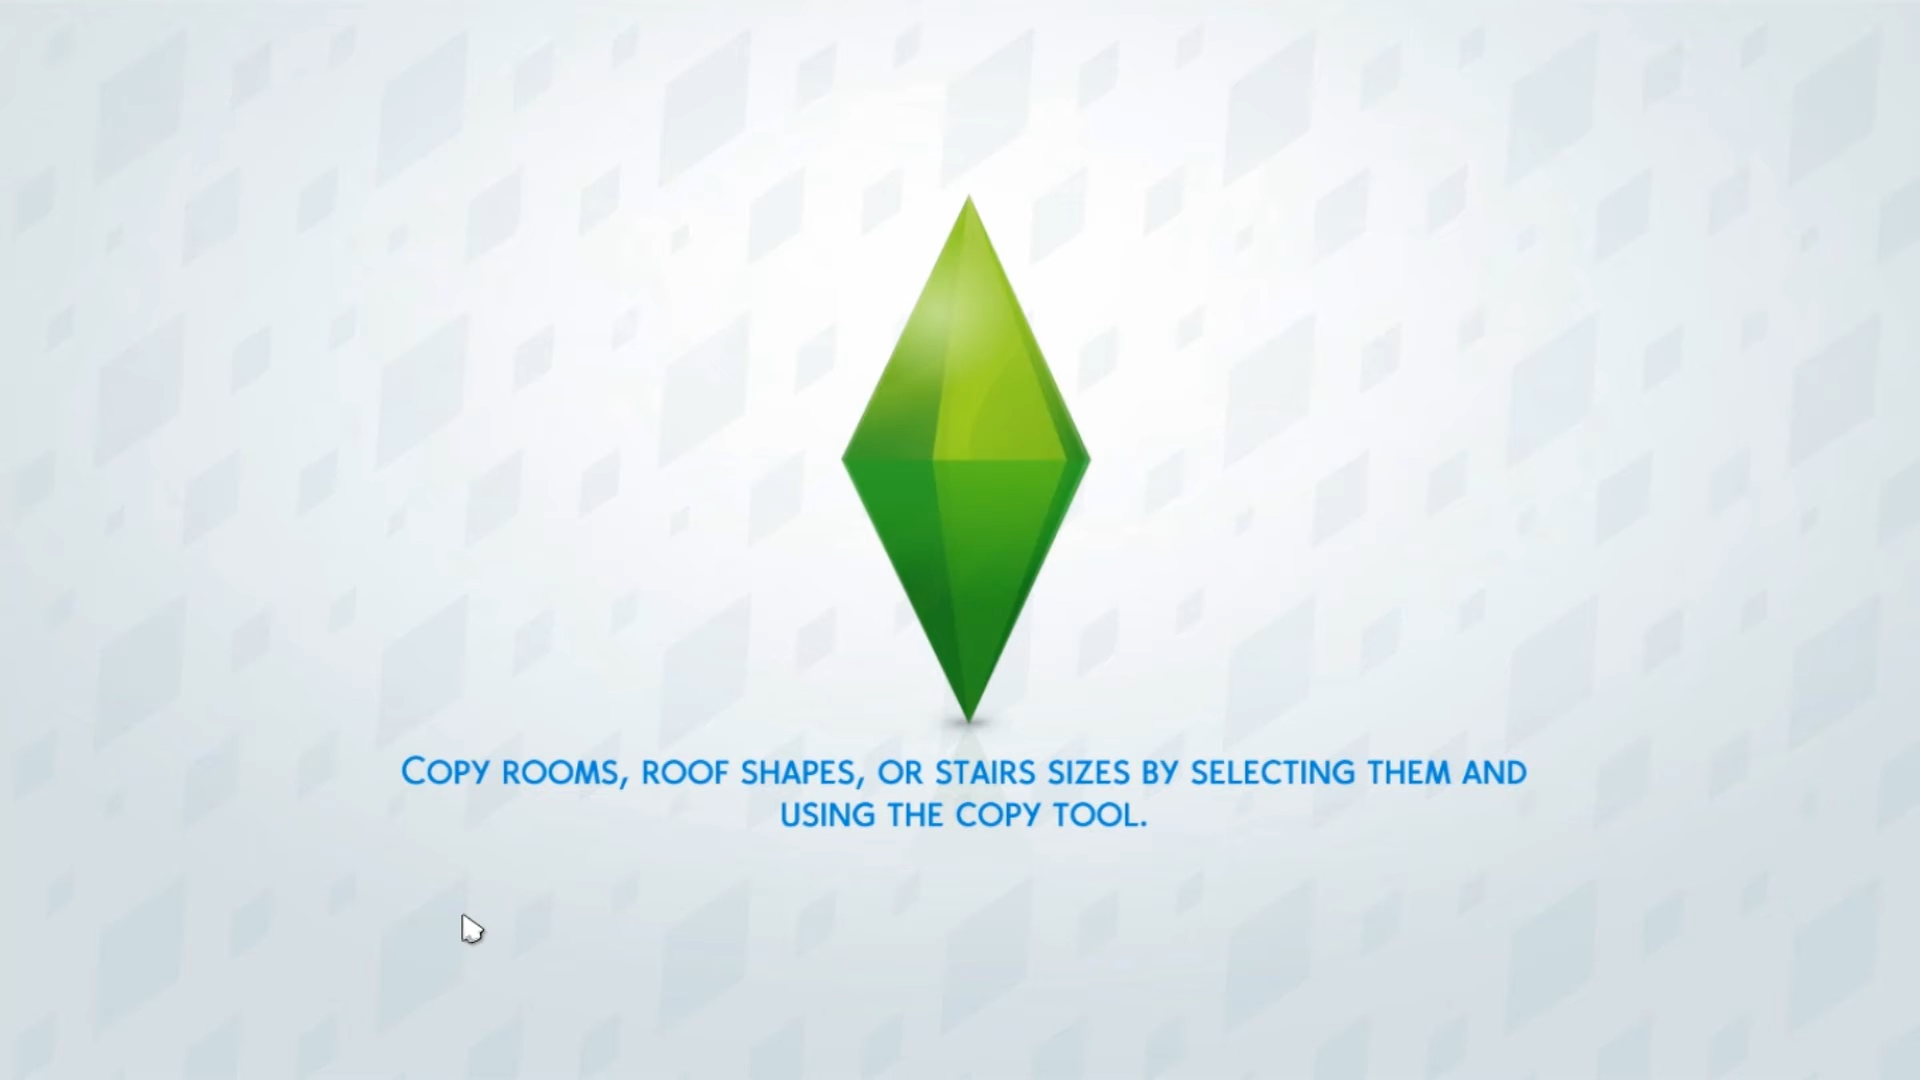 Copy rooms, roof shapes, or stairs sizes by selecting them and
using the copy tool.